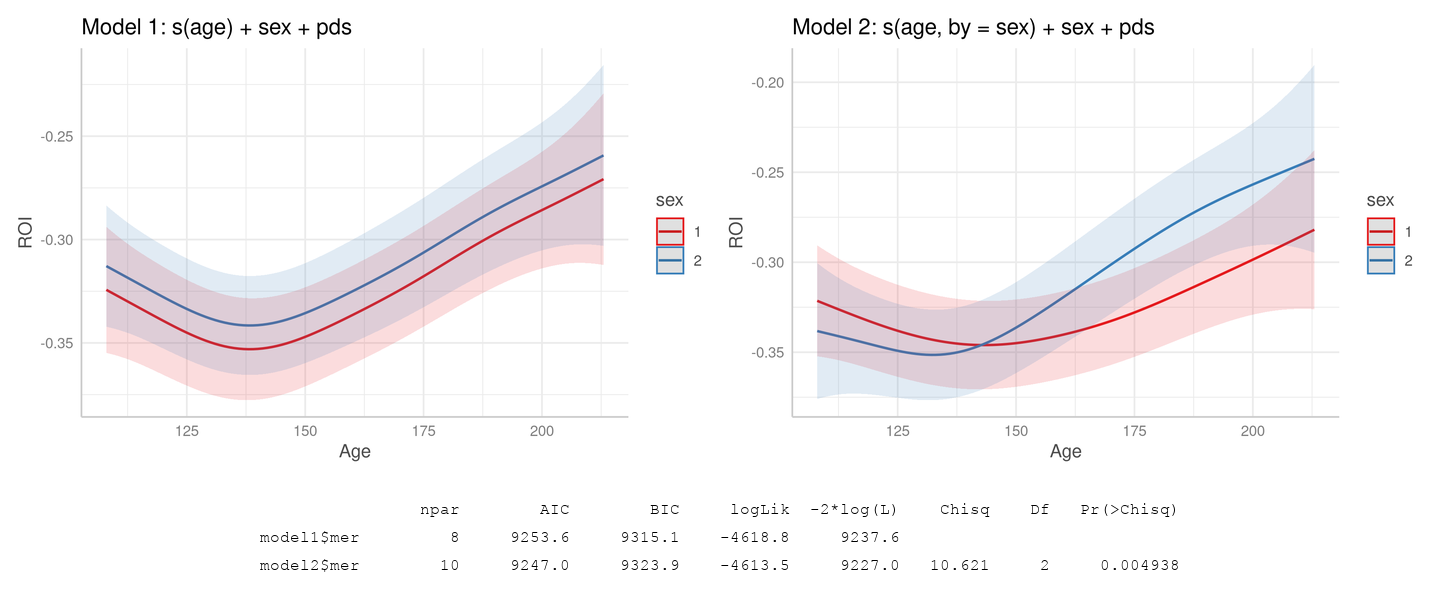 Model 1: s(age) + sex + pds
-0.25
-0.30
-0.35
ROI
125 150 175 200
Age
sex
1
2
Model 2: s(age, by = sex) + sex + pds
-0.20
-0.25
-0.30
-0.35
ROI
125 150 175 200
Age
sex
1
2
npar AIC BIC logLik -2*log(L) Chisq Df Pr(>Chisq)
model1$mer 8 9253.6 9315.1 -4618.8 9237.6
model2$mer 10 9247.0 9323.9 -4613.5 9227.0 10.621 2 0.004938